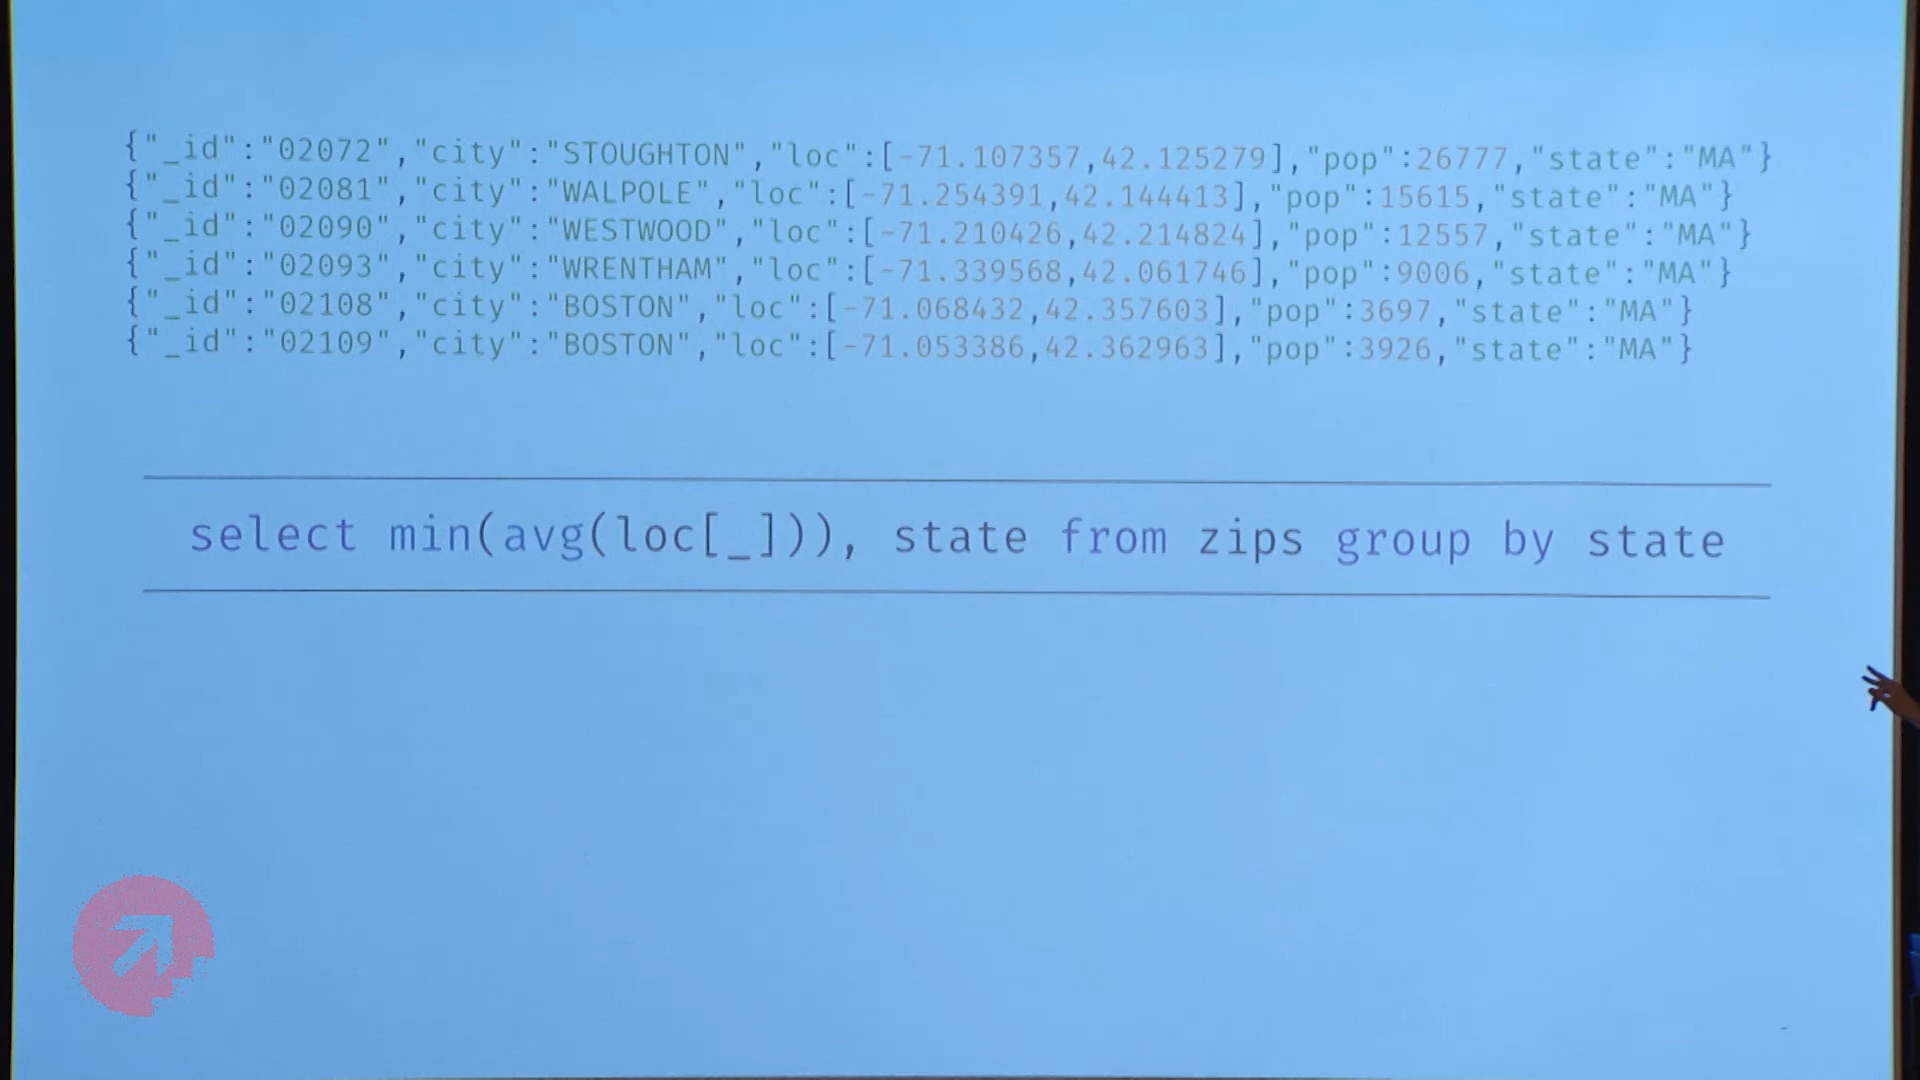 {"_id":"02072","city":"STOUGHTON","loc":[-71.107357,42.125279],"pop":26777,"state":"MA"}
{"_id":"02081","city":"WALPOLE","loc":[-71.254391,42.144413],"pop":15615,"state":"MA"}
{"_id":"02090","city":"WESTWOOD","loc":[-71.210426,42.214824],"pop":12557,"state":"MA"}
{"_id":"02093","city":"WRENTHAM","loc":[-71.339568,42.061746],"pop":9006,"state":"MA"}
{"_id":"02108","city":"BOSTON","loc":[-71.068432,42.357603],"pop":3697,"state":"MA"}
{"_id":"02109","city":"BOSTON","loc":[-71.053386,42.362963],"pop":3926,"state":"MA"}
select min(avg(loc[_])), state from zips group by state